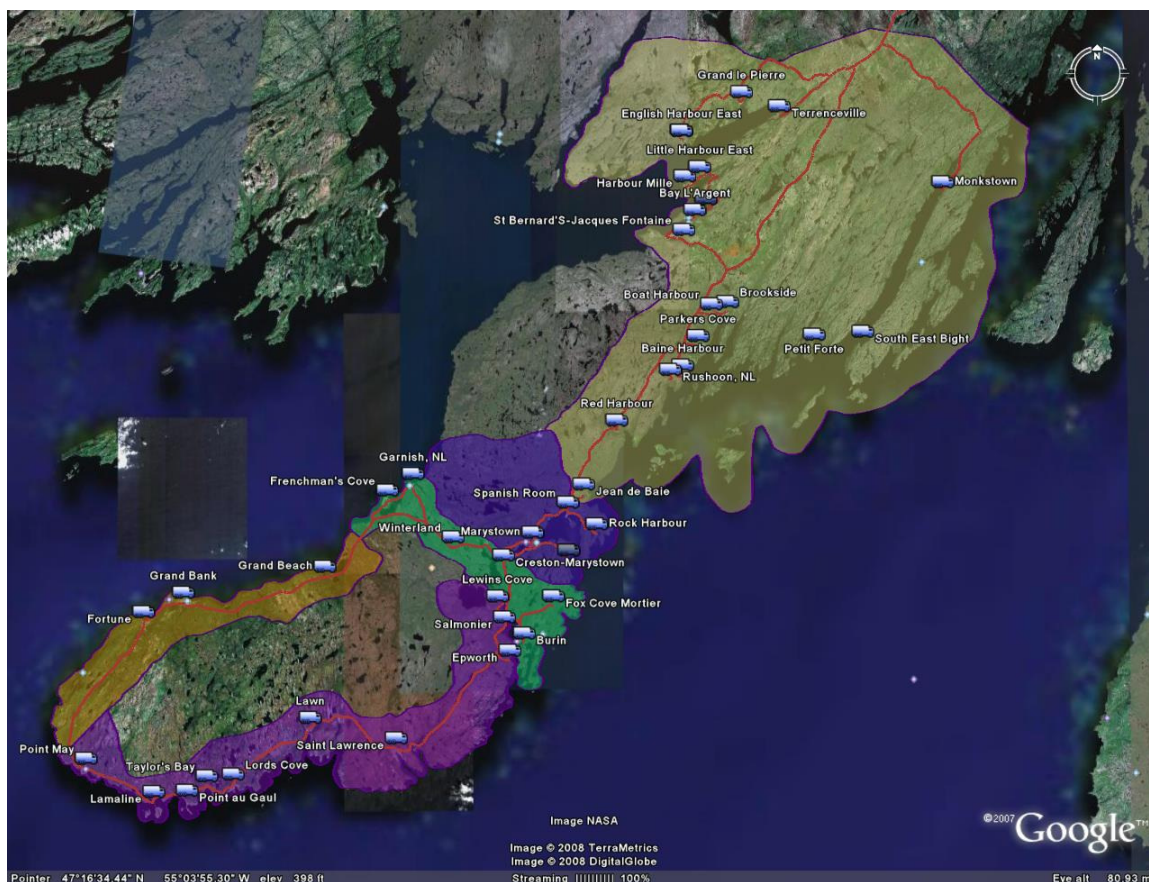 N
Grand le Pierre
English Harbour East
Terrenceville
Little Harbour East
Harbour Mille
Monkstown
Bay L'Argent
St Bernard'S-Jacques Fontaine
Boat Harbour
Brookside
Parkers Cove
Petit Forte
South East Bight
Baine Harbour
Rushoon, NL
Red Harbour
Garnish, NL
Frenchman's Cove
Spanish Room
Jean de Baie
Winterland
Marystown
Rock Harbour
Grand Beach
Creston-Marystown
Grand Bank
Lewins Cove
Fox Cove Mortier
Fortune
Salmonier
Burin
Epworth
Lawn
Saint Lawrence
Point May
Taylor's Bay
Lords Cove
Lamaline
Point au Gaul
Image NASA
©2007 Google™
Image © 2008 TerraMetrics
Image © 2008 DigitalGlobe
Pointer 47°16'34.44" N 55°03'55.30" W elev 398 ft Streaming |||||||||| 100% Eye alt 80.93 m